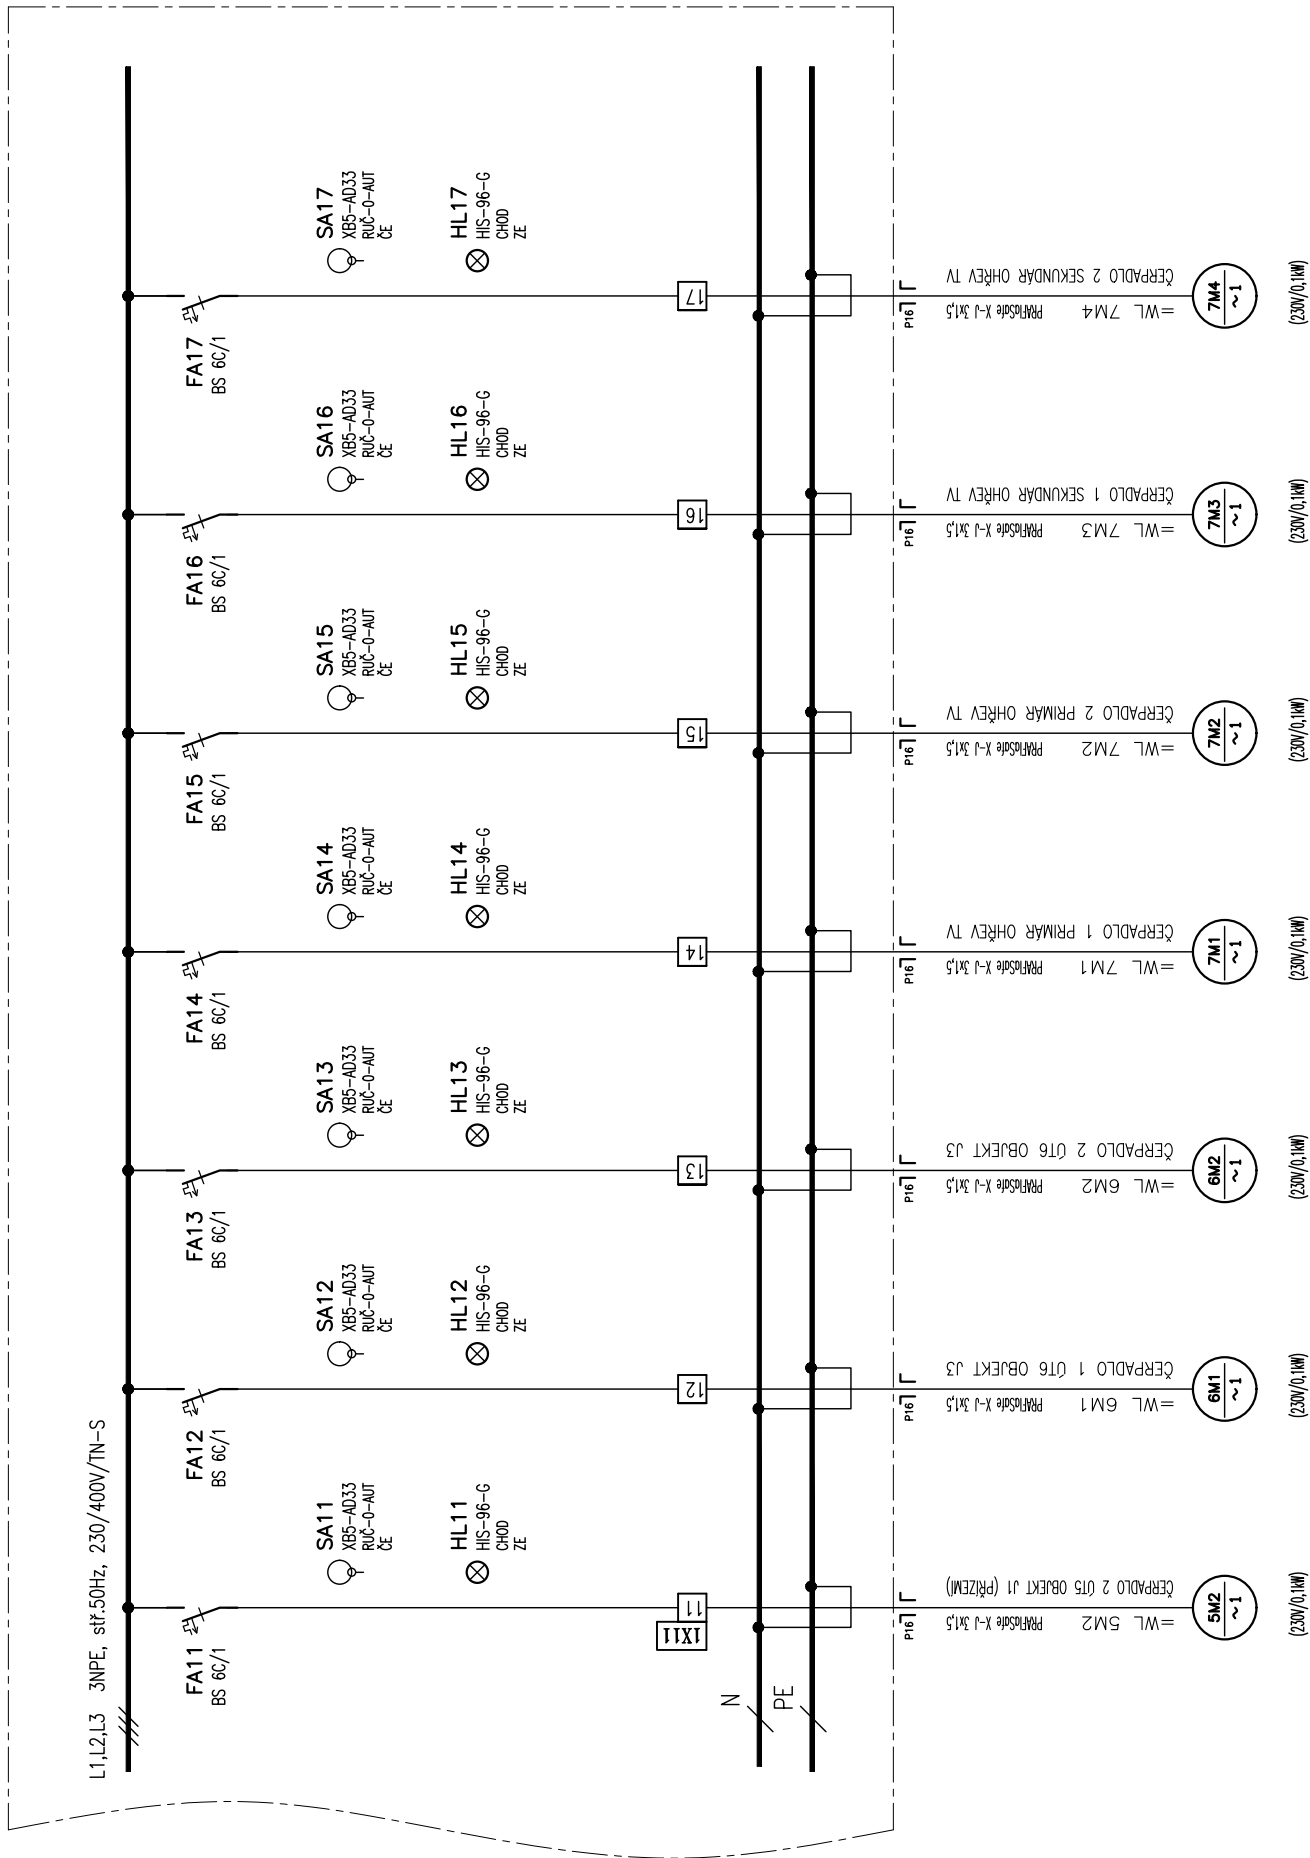 L1,L2,L3 3NPE, stř.50Hz, 230/400V/TN-S
N
PE
FA11
BS 6C/1
SA11
XB5-AD33
RUČ-0-AUT
ČE
HL11
HIS-96-G
CHOD
ZE
1X11
11
P16
=WL 5M2 PRAFlaSafe X-J 3x1,5
ČERPADLO 2 ÚT5 OBJEKT J1 (PŘÍZEMÍ)
5M2
~1
(230V/0,1kW)
FA12
BS 6C/1
SA12
XB5-AD33
RUČ-0-AUT
ČE
HL12
HIS-96-G
CHOD
ZE
12
P16
=WL 6M1 PRAFlaSafe X-J 3x1,5
ČERPADLO 1 ÚT6 OBJEKT J3
6M1
~1
(230V/0,1kW)
FA13
BS 6C/1
SA13
XB5-AD33
RUČ-0-AUT
ČE
HL13
HIS-96-G
CHOD
ZE
13
P16
=WL 6M2 PRAFlaSafe X-J 3x1,5
ČERPADLO 2 ÚT6 OBJEKT J3
6M2
~1
(230V/0,1kW)
FA14
BS 6C/1
SA14
XB5-AD33
RUČ-0-AUT
ČE
HL14
HIS-96-G
CHOD
ZE
14
P16
=WL 7M1 PRAFlaSafe X-J 3x1,5
ČERPADLO 1 PRIMÁR OHŘEV TV
7M1
~1
(230V/0,1kW)
FA15
BS 6C/1
SA15
XB5-AD33
RUČ-0-AUT
ČE
HL15
HIS-96-G
CHOD
ZE
15
P16
=WL 7M2 PRAFlaSafe X-J 3x1,5
ČERPADLO 2 PRIMÁR OHŘEV TV
7M2
~1
(230V/0,1kW)
FA16
BS 6C/1
SA16
XB5-AD33
RUČ-0-AUT
ČE
HL16
HIS-96-G
CHOD
ZE
16
P16
=WL 7M3 PRAFlaSafe X-J 3x1,5
ČERPADLO 1 SEKUNDÁR OHŘEV TV
7M3
~1
(230V/0,1kW)
FA17
BS 6C/1
SA17
XB5-AD33
RUČ-0-AUT
ČE
HL17
HIS-96-G
CHOD
ZE
17
P16
=WL 7M4 PRAFlaSafe X-J 3x1,5
ČERPADLO 2 SEKUNDÁR OHŘEV TV
7M4
~1
(230V/0,1kW)